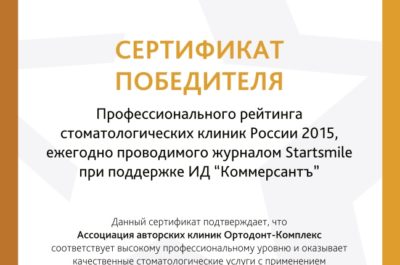 СЕРТИФИКАТ
ПОБЕДИТЕЛЯ
Профессионального рейтинга
стоматологических клиник России 2015,
ежегодно проводимого журналом Startsmile
при поддержке ИД “Коммерсантъ”
Данный сертификат подтверждает, что
Ассоциация авторских клиник Ортодонт-Комплекс
соответствует высокому профессиональному уровню и оказывает
качественные стоматологические услуги с применением